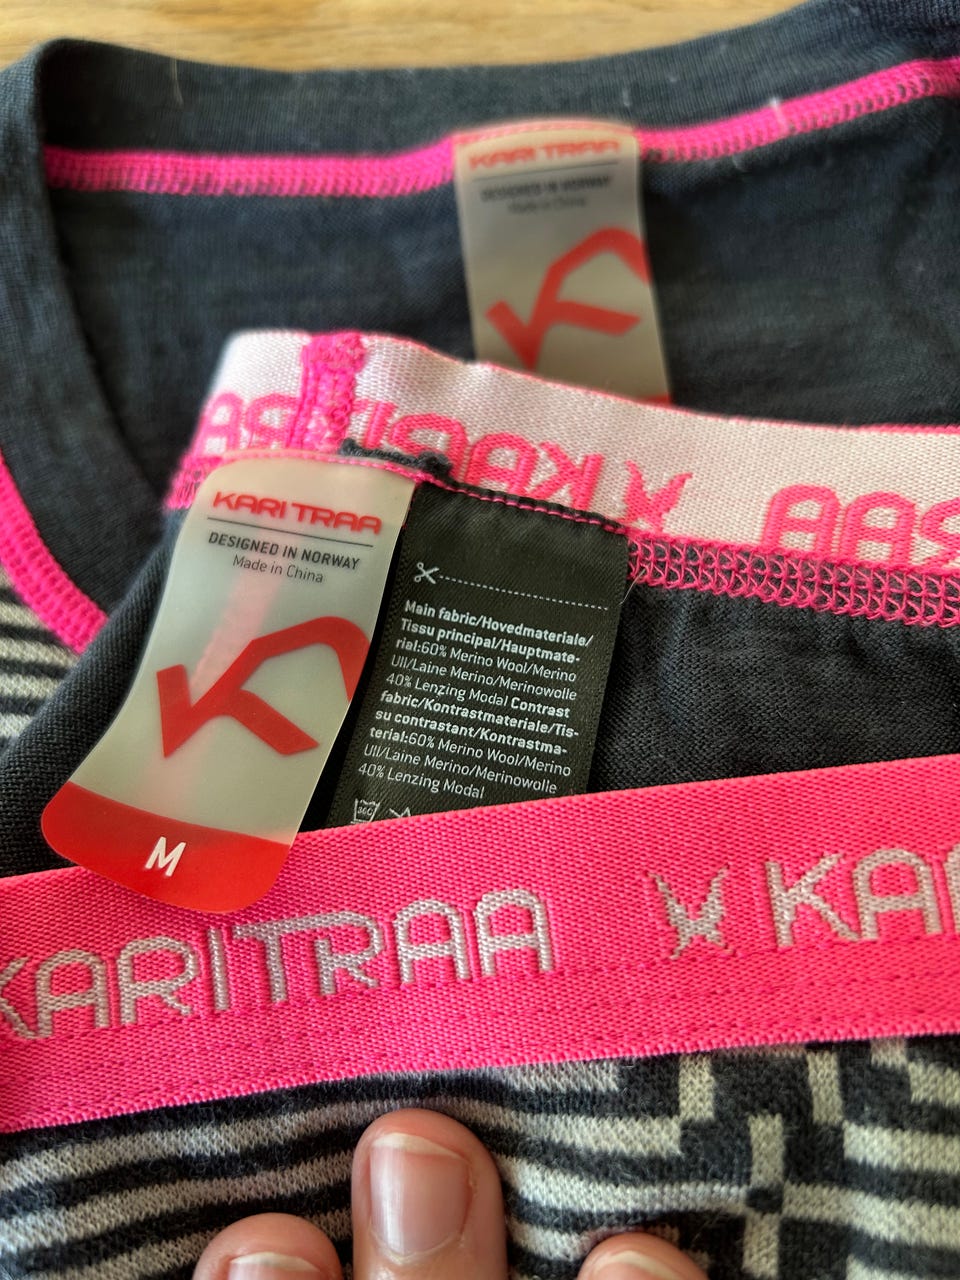 KARI TRAA
DESIGNED IN NORWAY
Made in China
KARI TRAA
DESIGNED IN NORWAY
Made in China
M
Main fabric/Hovedmateriale/
Tissu principal/Hauptmate-
rial:60% Merino Wool/Merino
Ull/Laine Merino/Merinowolle
40% Lenzing Modal Contrast
fabric/Kontrastmateriale/Tis-
su contrastant/Kontrastma-
terial:60% Merino Wool/Merino
Ull/Laine Merino/Merinowolle
40% Lenzing Modal
KARITRAA KA